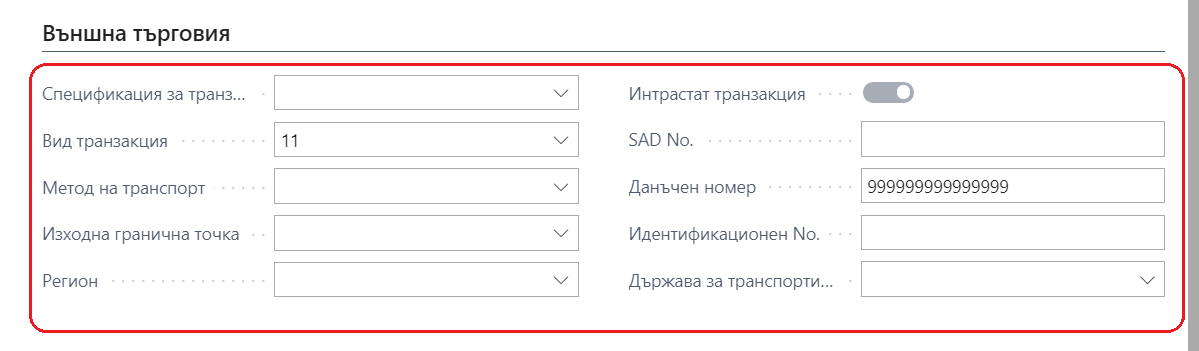 Външна търговия
Спецификация за транз...
Интрастат транзакция
Вид транзакция 11
SAD No.
Метод на транспорт
Данъчен номер 999999999999999
Изходна гранична точка
Идентификационен No.
Регион
Държава за транспорти...